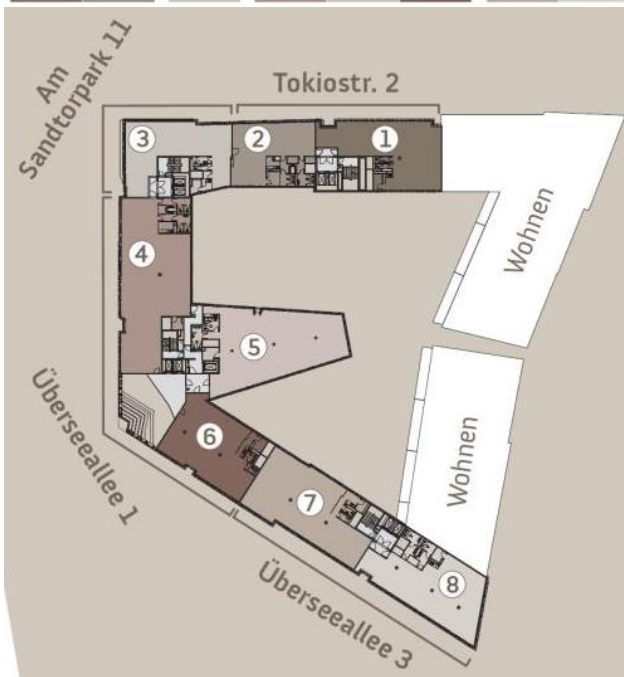 Am
Sandtorpark 11
Tokiostr. 2
3
2
1
Wohnen
4
5
Überseeallee 1
6
Wohnen
7
8
Überseeallee 3